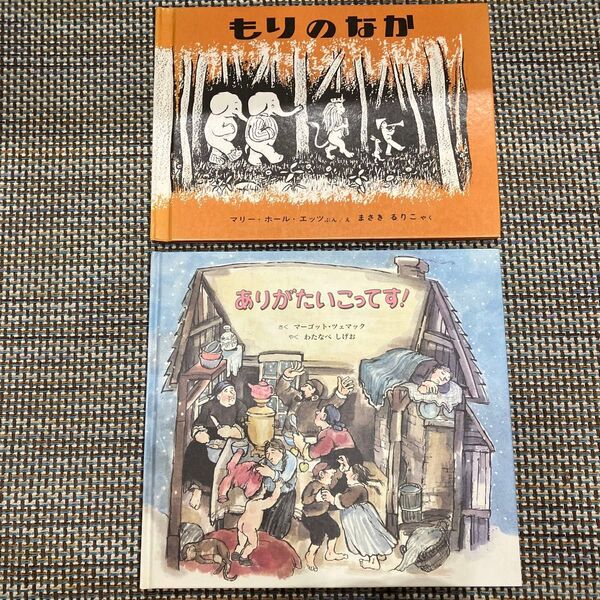 もりのなか
マリー・ホール・エッツ ぶん/え まさき るりこ やく
ありがたいこってす!
さく マーゴット・ツェマック
やく わたなべ しげお